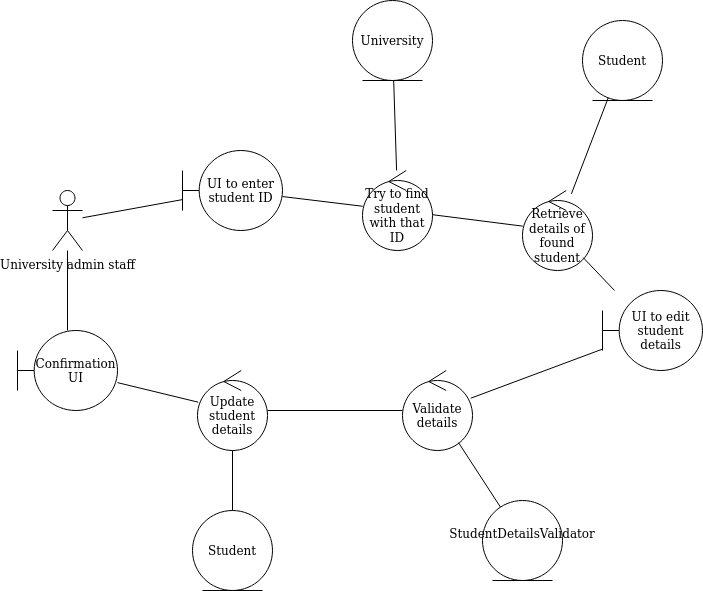 University
Student
UI to enter
student ID
Try to find
student
with that
ID
Retrieve
details of
found
student
University admin staff
UI to edit
student
details
Confirmation
UI
Update
student
details
Validate
details
Student
StudentDetailsValidator